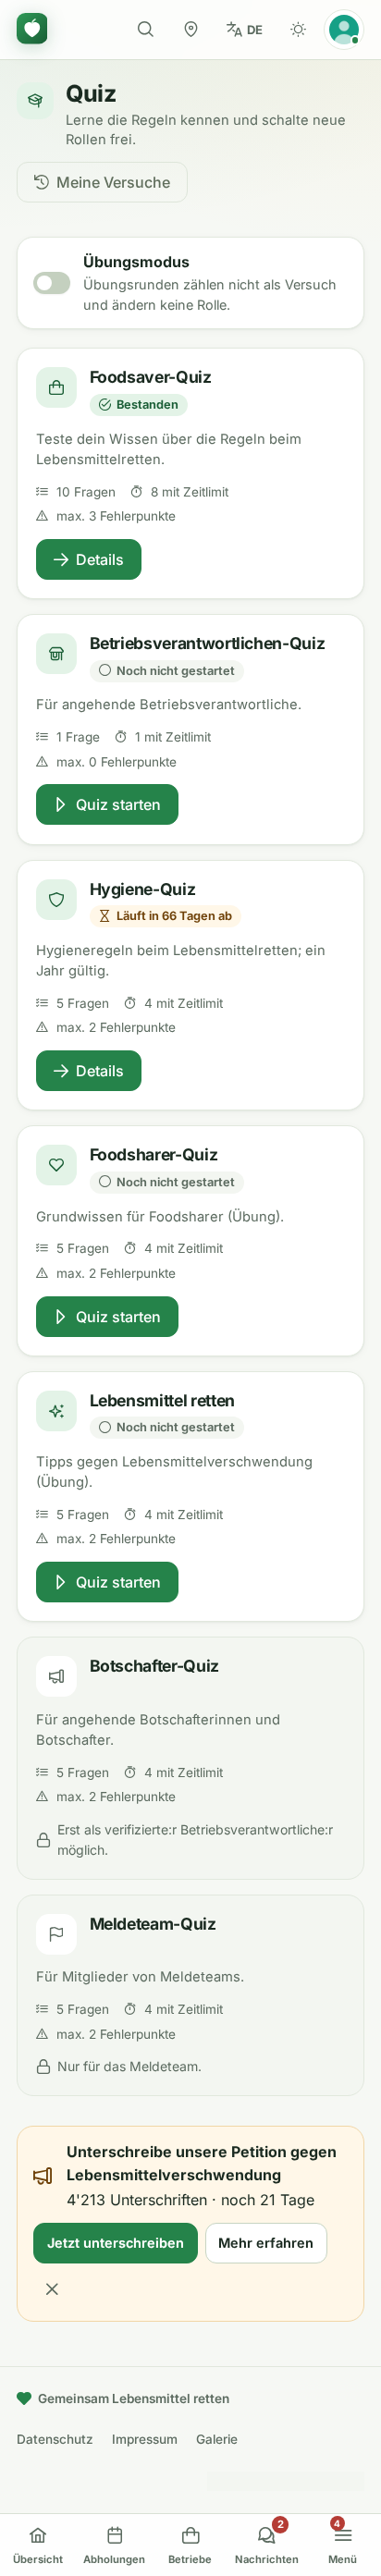 DE
Quiz
Lerne die Regeln kennen und schalte neue
Rollen frei.
Meine Versuche
Übungsmodus
Übungsrunden zählen nicht als Versuch
und ändern keine Rolle.
Foodsaver-Quiz
Bestanden
Teste dein Wissen über die Regeln beim
Lebensmittelretten.
10 Fragen 8 mit Zeitlimit
max. 3 Fehlerpunkte
Details
Betriebsverantwortlichen-Quiz
Noch nicht gestartet
Für angehende Betriebsverantwortliche.
1 Frage 1 mit Zeitlimit
max. 0 Fehlerpunkte
Quiz starten
Hygiene-Quiz
Läuft in 66 Tagen ab
Hygieneregeln beim Lebensmittelretten; ein
Jahr gültig.
5 Fragen 4 mit Zeitlimit
max. 2 Fehlerpunkte
Details
Foodsharer-Quiz
Noch nicht gestartet
Grundwissen für Foodsharer (Übung).
5 Fragen 4 mit Zeitlimit
max. 2 Fehlerpunkte
Quiz starten
Lebensmittel retten
Noch nicht gestartet
Tipps gegen Lebensmittelverschwendung
(Übung).
5 Fragen 4 mit Zeitlimit
max. 2 Fehlerpunkte
Quiz starten
Botschafter-Quiz
Für angehende Botschafterinnen und
Botschafter.
5 Fragen 4 mit Zeitlimit
max. 2 Fehlerpunkte
Erst als verifizierte:r Betriebsverantwortliche:r
möglich.
Meldeteam-Quiz
Für Mitglieder von Meldeteams.
5 Fragen 4 mit Zeitlimit
max. 2 Fehlerpunkte
Nur für das Meldeteam.
Unterschreibe unsere Petition gegen
Lebensmittelverschwendung
4'213 Unterschriften · noch 21 Tage
Jetzt unterschreiben Mehr erfahren
Gemeinsam Lebensmittel retten
Datenschutz Impressum Galerie
2 4
Übersicht Abholungen Betriebe Nachrichten Menü